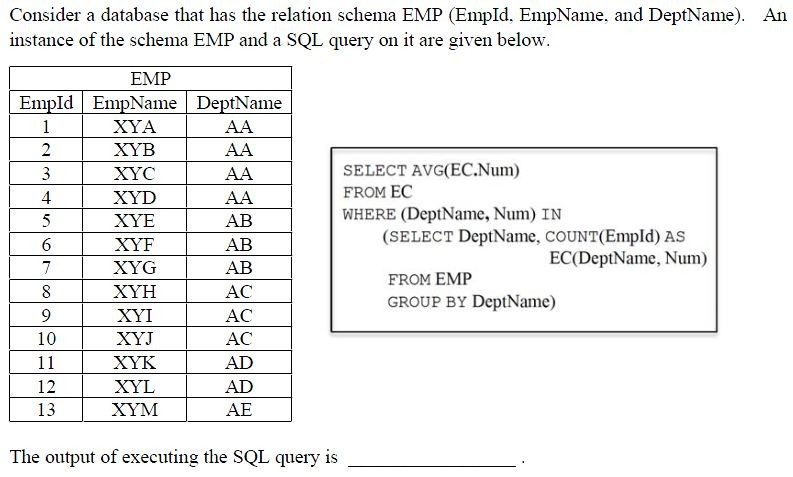 Consider a database that has the relation schema EMP (EmpId, EmpName, and DeptName). An
instance of the schema EMP and a SQL query on it are given below.
EMP
EmpId EmpName DeptName
1 XYA AA
2 XYB AA
3 XYC AA
4 XYD AA
5 XYE AB
6 XYF AB
7 XYG AB
8 XYH AC
9 XYI AC
10 XYJ AC
11 XYK AD
12 XYL AD
13 XYM AE
SELECT AVG(EC.Num)
FROM EC
WHERE (DeptName, Num) IN
(SELECT DeptName, COUNT(EmpId) AS
EC(DeptName, Num)
FROM EMP
GROUP BY DeptName)
The output of executing the SQL query is _______________ .